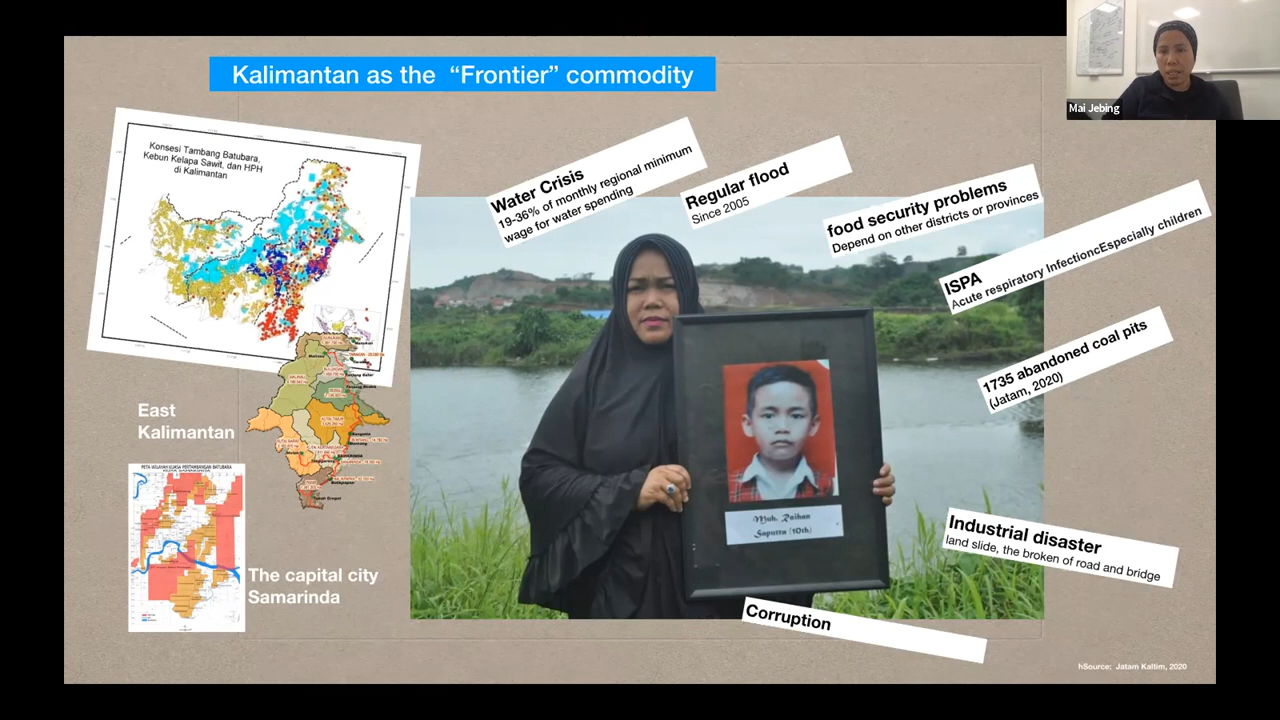 Kalimantan as the “Frontier” commodity
Mai Jebing
Konsesi Tambang Batubara,
Kebun Kelapa Sawit, dan HPH
di Kalimantan
Water Crisis
19-36% of monthly regional minimum
wage for water spending
Regular flood
Since 2005
food security problems
Depend on other districts or provinces
ISPA
Acute respiratory InfectioncEspecially children
1735 abandoned coal pits
(Jatam, 2020)
East
Kalimantan
PETA WILAYAH KUASA PERTAMBANGAN BATUBARA
KOTA SAMARINDA
The capital city
Samarinda
Muh. Raihan
Saputra (10th)
Industrial disaster
land slide, the broken of road and bridge
Corruption
hSource; Jatam Kaltim, 2020